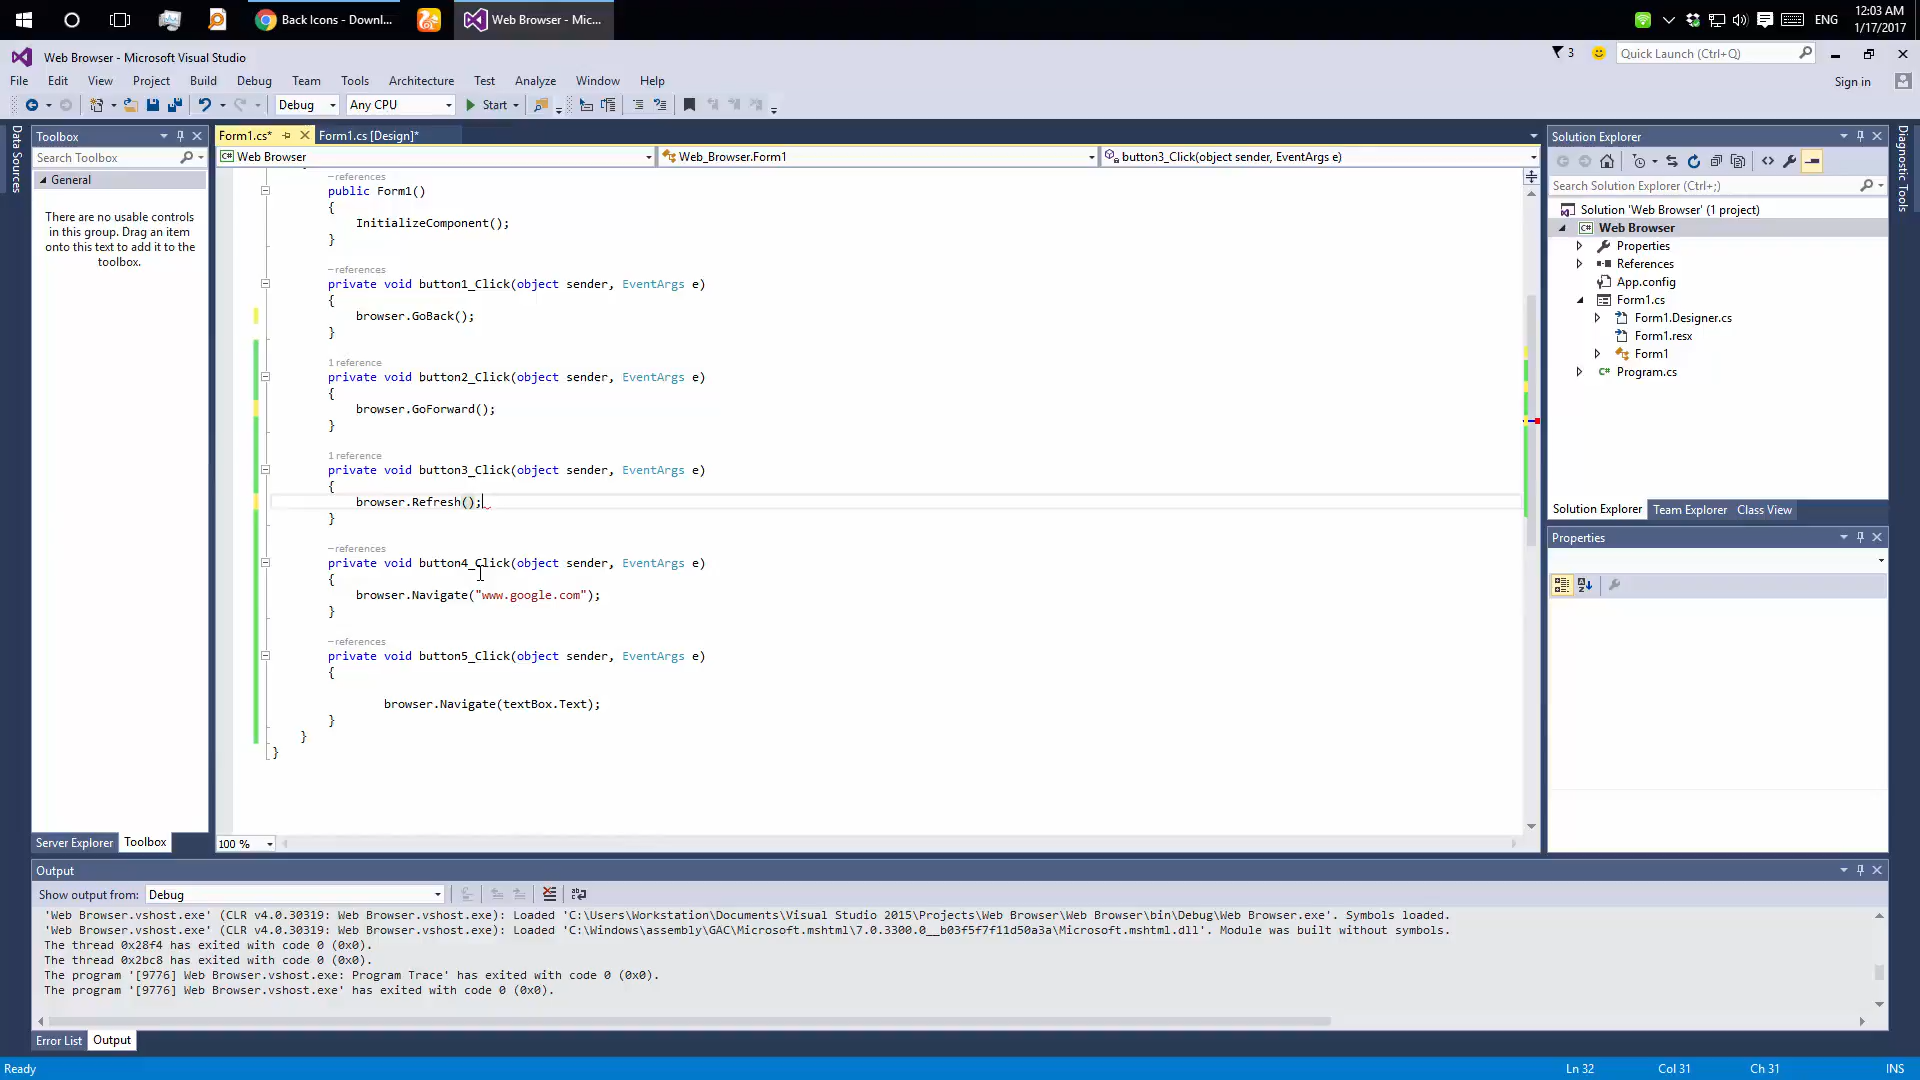 Back Icons - Downl...
Web Browser - Mic...
ENG
12:03 AM
1/17/2017
Web Browser - Microsoft Visual Studio
3
Quick Launch (Ctrl+Q)
File Edit View Project Build Debug Team Tools Architecture Test Analyze Window Help
Sign in
Debug
Any CPU
Start
Data Sources
Toolbox
Search Toolbox
General
There are no usable controls
in this group. Drag an item
onto this text to add it to the
toolbox.
Server Explorer Toolbox
Form1.cs*
Form1.cs [Design]*
Web Browser
Web_Browser.Form1
button3_Click(object sender, EventArgs e)
–references
public Form1()
{
InitializeComponent();
}
–references
private void button1_Click(object sender, EventArgs e)
{
browser.GoBack();
}
1 reference
private void button2_Click(object sender, EventArgs e)
{
browser.GoForward();
}
1 reference
private void button3_Click(object sender, EventArgs e)
{
browser.Refresh();
}
–references
private void button4_Click(object sender, EventArgs e)
{
browser.Navigate("www.google.com");
}
–references
private void button5_Click(object sender, EventArgs e)
{
browser.Navigate(textBox.Text);
}
}
}
100 %
Solution Explorer
Search Solution Explorer (Ctrl+;)
Solution 'Web Browser' (1 project)
Web Browser
Properties
References
App.config
Form1.cs
Form1.Designer.cs
Form1.resx
Form1
Program.cs
Solution Explorer Team Explorer Class View
Properties
Diagnostic Tools
Output
Show output from: Debug
'Web Browser.vshost.exe' (CLR v4.0.30319: Web Browser.vshost.exe): Loaded 'C:\Users\Workstation\Documents\Visual Studio 2015\Projects\Web Browser\Web Browser\bin\Debug\Web Browser.exe'. Symbols loaded.
'Web Browser.vshost.exe' (CLR v4.0.30319: Web Browser.vshost.exe): Loaded 'C:\Windows\assembly\GAC\Microsoft.mshtml\7.0.3300.0__b03f5f7f11d50a3a\Microsoft.mshtml.dll'. Module was built without symbols.
The thread 0x28f4 has exited with code 0 (0x0).
The thread 0x2bc8 has exited with code 0 (0x0).
The program '[9776] Web Browser.vshost.exe: Program Trace' has exited with code 0 (0x0).
The program '[9776] Web Browser.vshost.exe' has exited with code 0 (0x0).
Error List Output
Ready
Ln 32
Col 31
Ch 31
INS